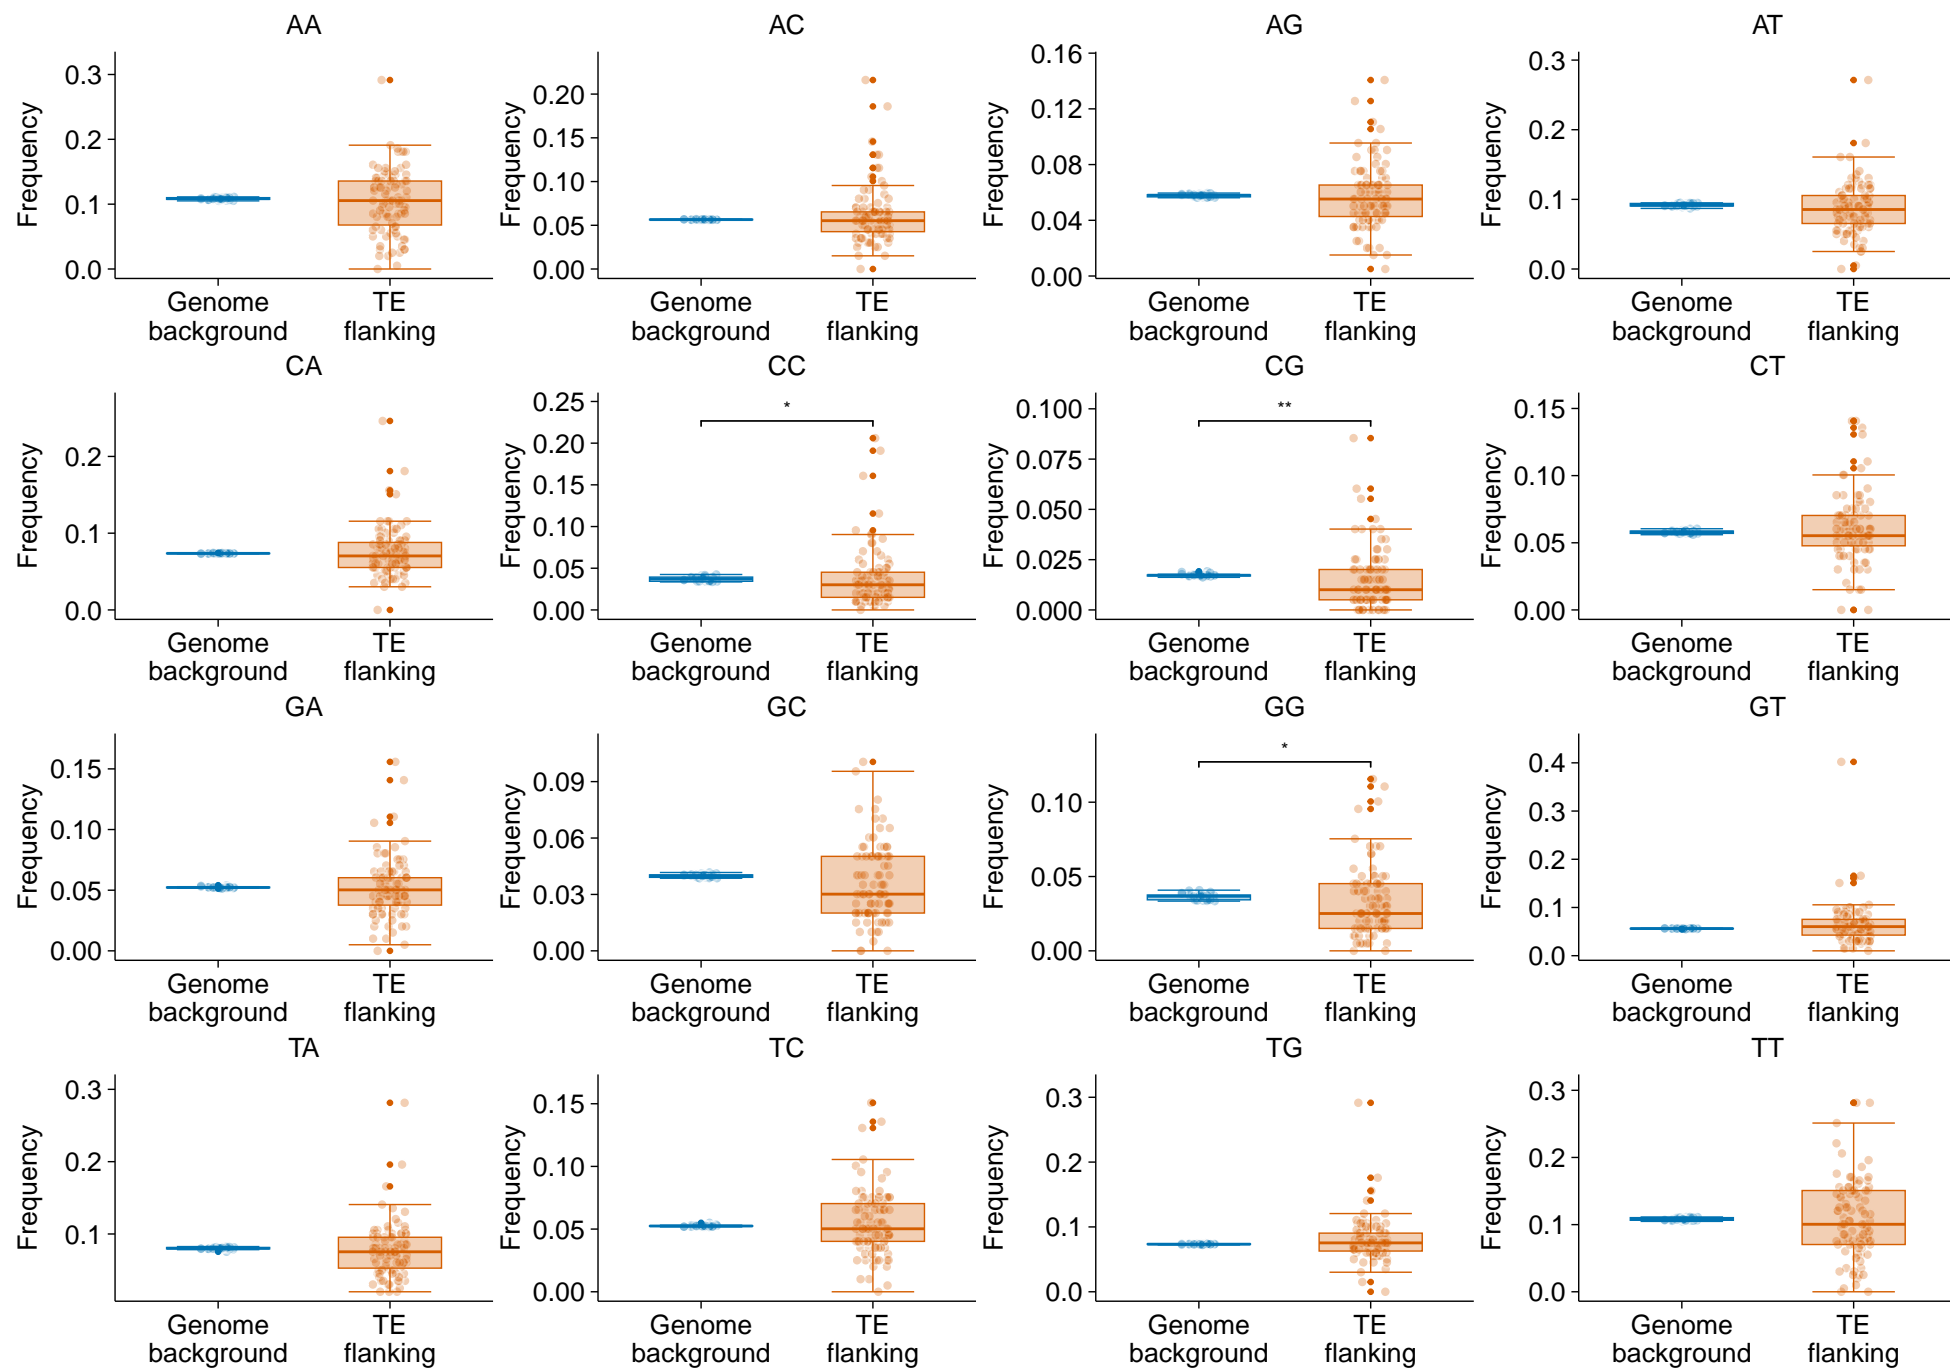 AA
AC
AG
AT
Frequency
0.3
0.2
0.1
0.0
Genome
background
TE
flanking
Frequency
0.20
0.15
0.10
0.05
0.00
Genome
background
TE
flanking
Frequency
0.16
0.12
0.08
0.04
0.00
Genome
background
TE
flanking
Frequency
0.3
0.2
0.1
0.0
Genome
background
TE
flanking
CA
CC
CG
CT
Frequency
0.2
0.1
0.0
Genome
background
TE
flanking
Frequency
0.25
0.20
0.15
0.10
0.05
0.00
*
Genome
background
TE
flanking
Frequency
0.100
0.075
0.050
0.025
0.000
**
Genome
background
TE
flanking
Frequency
0.15
0.10
0.05
0.00
Genome
background
TE
flanking
GA
GC
GG
GT
Frequency
0.15
0.10
0.05
0.00
Genome
background
TE
flanking
Frequency
0.09
0.06
0.03
0.00
Genome
background
TE
flanking
Frequency
0.10
0.05
0.00
*
Genome
background
TE
flanking
Frequency
0.4
0.3
0.2
0.1
0.0
Genome
background
TE
flanking
TA
TC
TG
TT
Frequency
0.3
0.2
0.1
Genome
background
TE
flanking
Frequency
0.15
0.10
0.05
0.00
Genome
background
TE
flanking
Frequency
0.3
0.2
0.1
0.0
Genome
background
TE
flanking
Frequency
0.3
0.2
0.1
0.0
Genome
background
TE
flanking